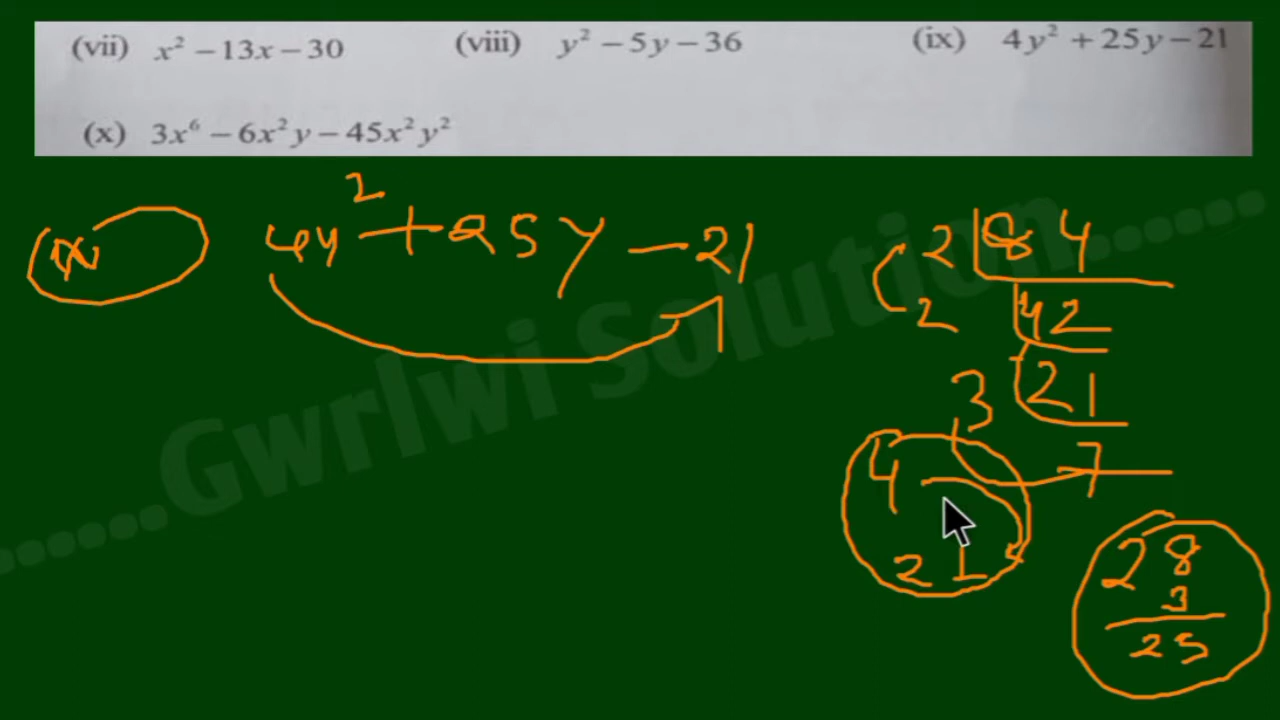 (vii) x² − 13x − 30 (viii) y² − 5y − 36 (ix) 4y² + 25y − 21
(x) 3x⁶ − 6x²y − 45x²y²
4y² + 25y − 21
2 84
2 42
3 21
7
4
21
28
3
25
......Gwrlwi Solution......